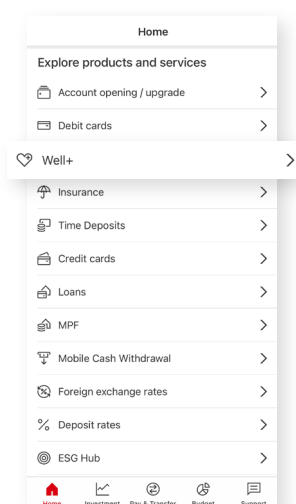 Home
Explore products and services
Account opening / upgrade
Debit cards
Well+
Insurance
Time Deposits
Credit cards
Loans
MPF
Mobile Cash Withdrawal
Foreign exchange rates
Deposit rates
ESG Hub
Home Investment Pay & Transfer Budget Support